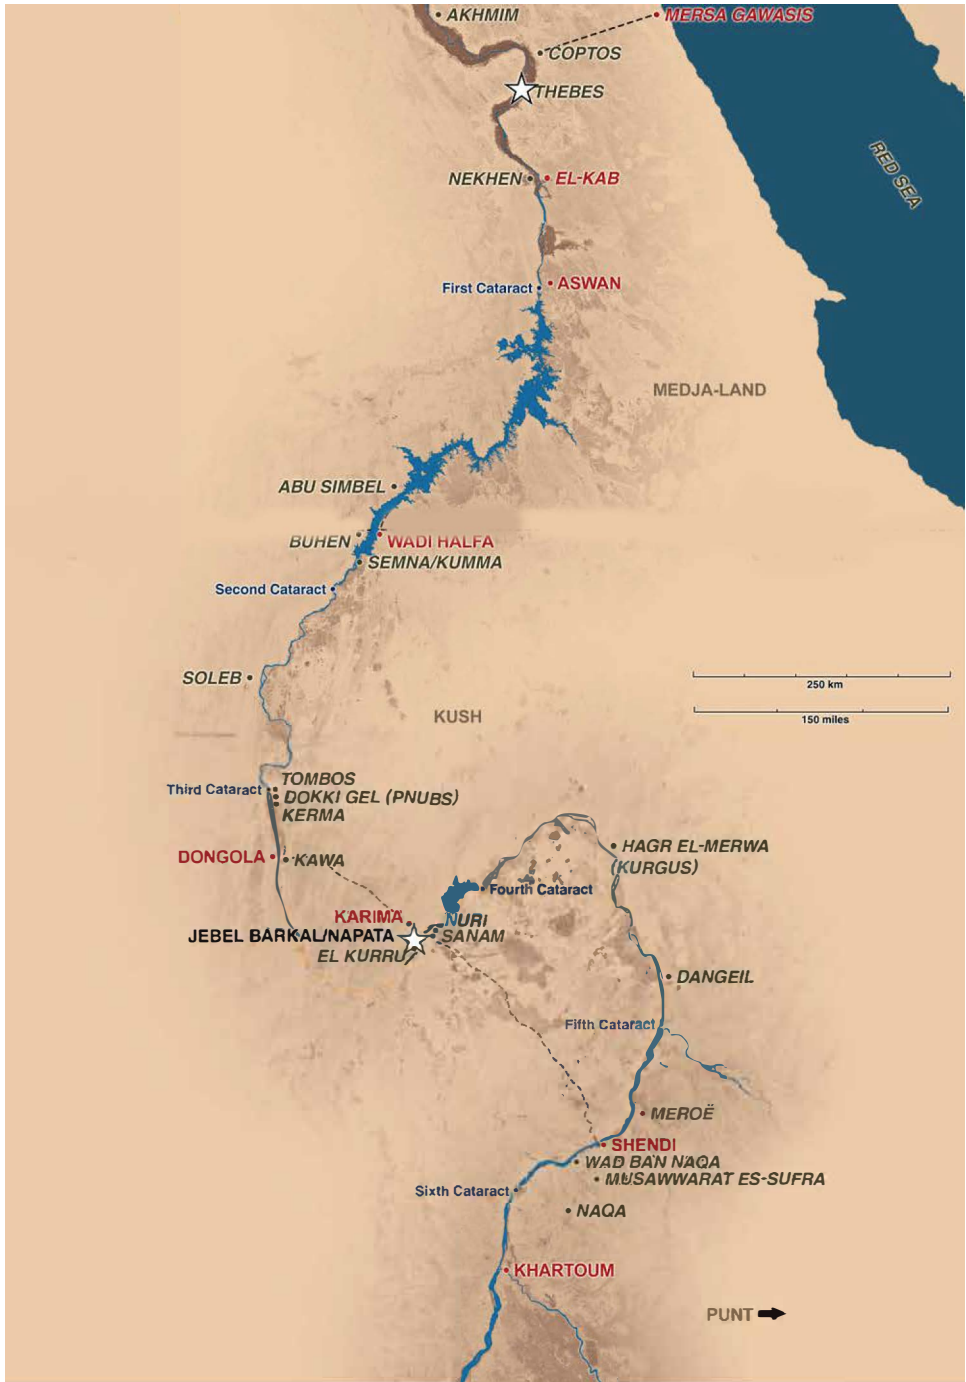 AKHMIM
MERSA GAWASIS
COPTOS
THEBES
RED SEA
NEKHEN
EL-KAB
First Cataract
ASWAN
MEDJA-LAND
ABU SIMBEL
BUHEN
WADI HALFA
SEMNA/KUMMA
Second Cataract
SOLEB
250 km
150 miles
KUSH
TOMBOS
Third Cataract
DOKKI GEL (PNUBS)
KERMA
HAGR EL-MERWA
(KURGUS)
DONGOLA
KAWA
Fourth Cataract
KARIMA
NURI
JEBEL BARKAL/NAPATA
SANAM
EL KURRU
DANGEIL
Fifth Cataract
MEROË
SHENDI
WAD BAN NAQA
MUSAWWARAT ES-SUFRA
Sixth Cataract
NAQA
KHARTOUM
PUNT